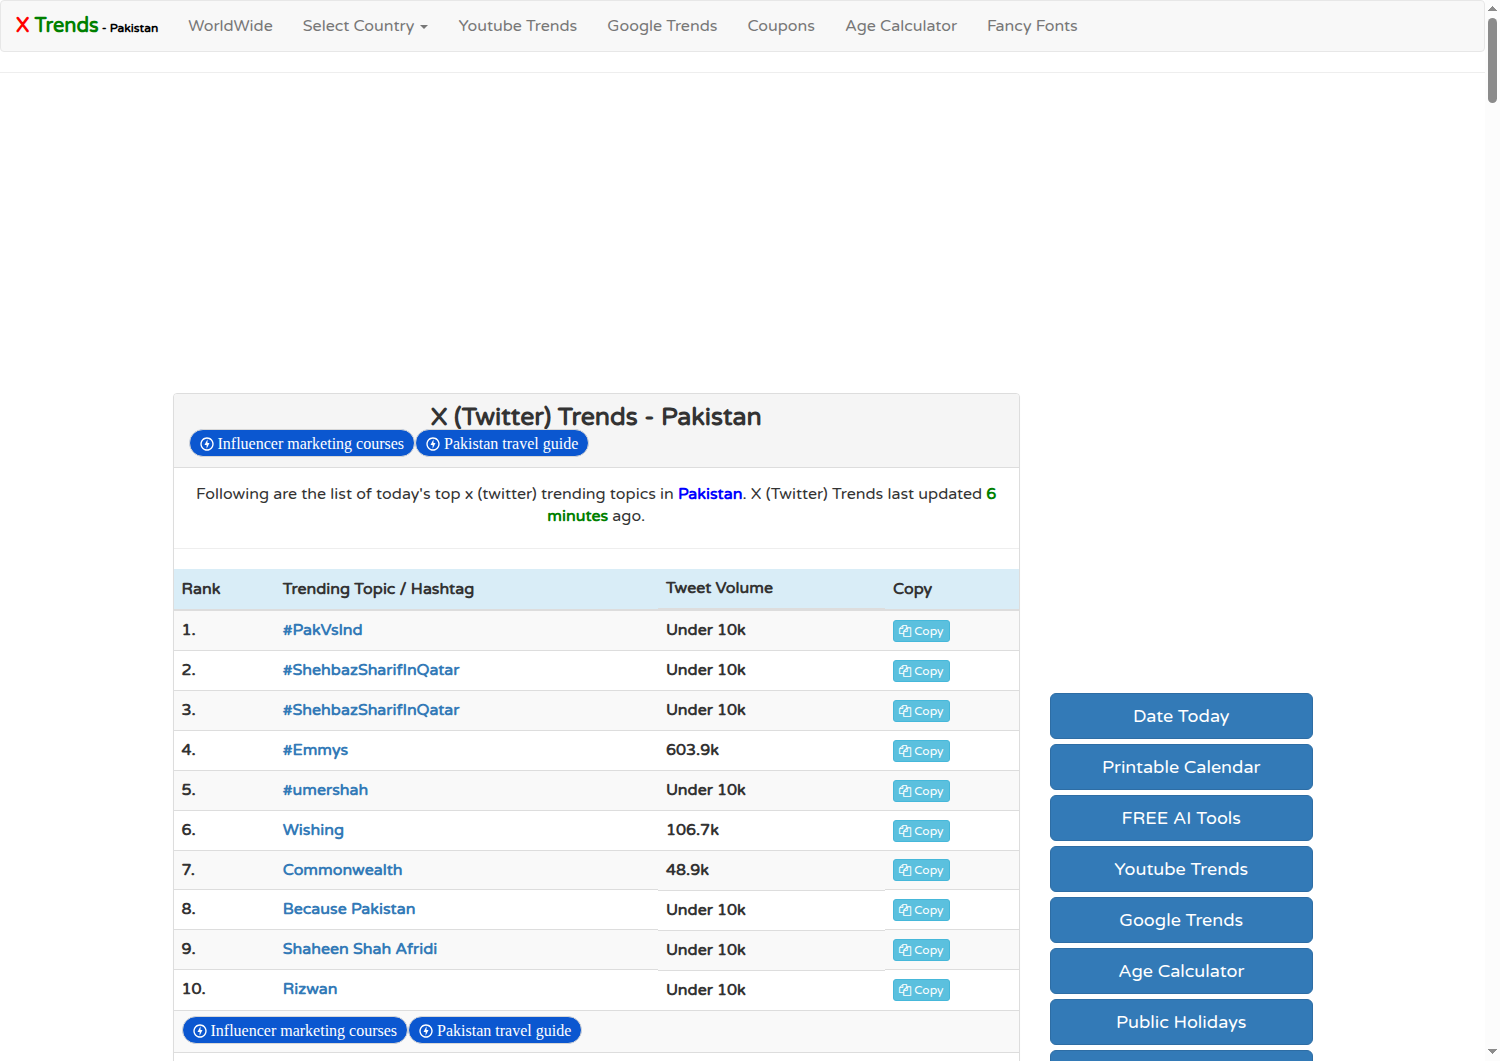 X Trends - Pakistan WorldWide Select Country Youtube Trends Google Trends Coupons Age Calculator Fancy Fonts
X (Twitter) Trends - Pakistan
Influencer marketing courses Pakistan travel guide
Following are the list of today's top x (twitter) trending topics in Pakistan. X (Twitter) Trends last updated 6
minutes ago.
Rank Trending Topic / Hashtag Tweet Volume Copy
1. #PakVsInd Under 10k Copy
2. #ShehbazSharifInQatar Under 10k Copy
3. #ShehbazSharifInQatar Under 10k Copy
4. #Emmys 603.9k Copy
5. #umershah Under 10k Copy
6. Wishing 106.7k Copy
7. Commonwealth 48.9k Copy
8. Because Pakistan Under 10k Copy
9. Shaheen Shah Afridi Under 10k Copy
10. Rizwan Under 10k Copy
Influencer marketing courses Pakistan travel guide
Date Today
Printable Calendar
FREE AI Tools
Youtube Trends
Google Trends
Age Calculator
Public Holidays